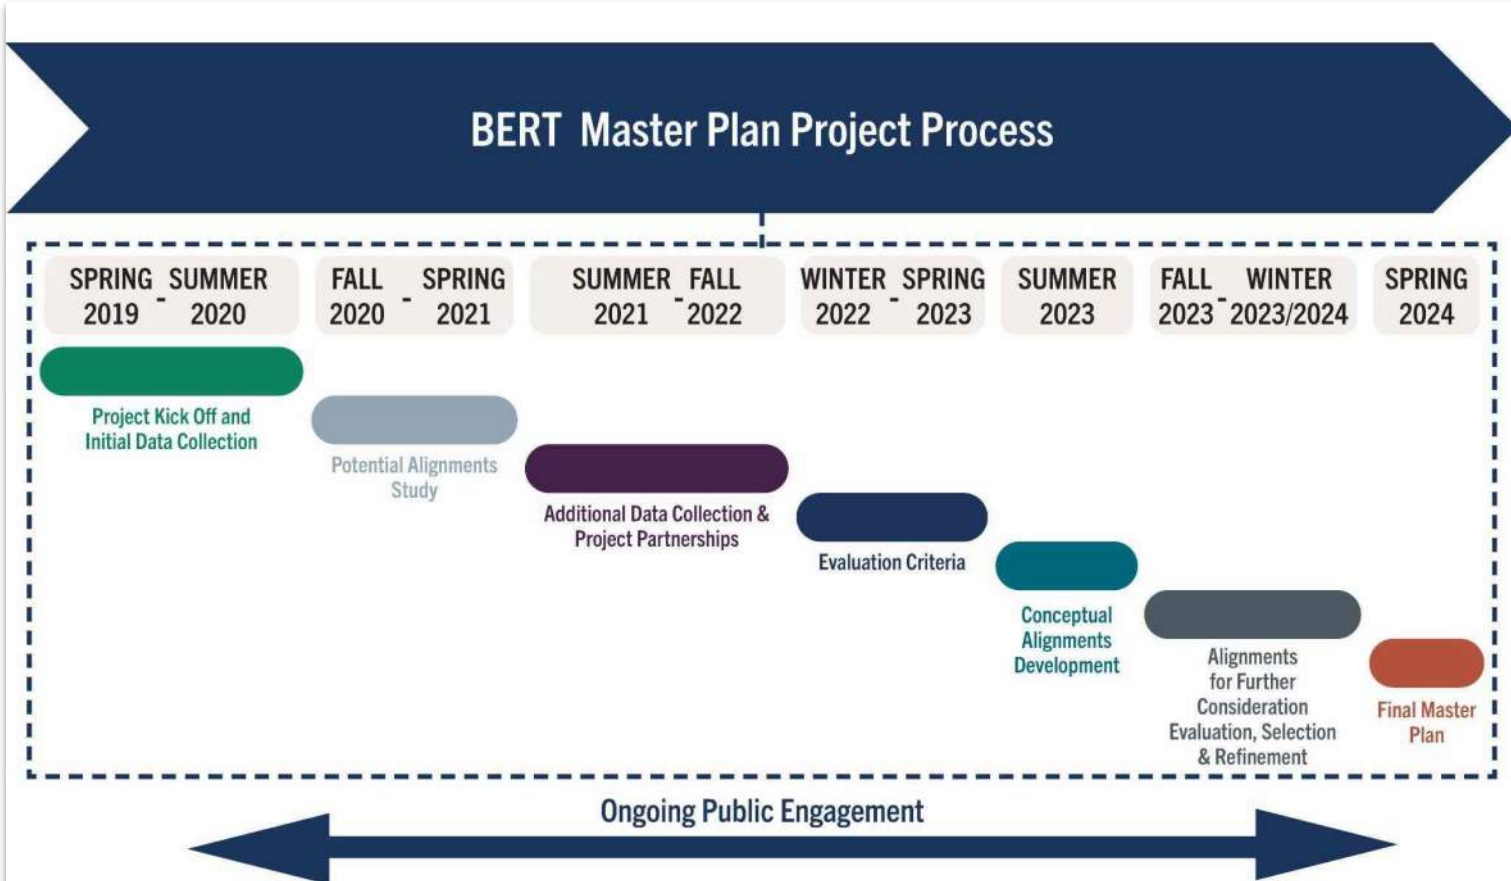 BERT Master Plan Project Process
SPRING 2019 - SUMMER 2020
FALL 2020 - SPRING 2021
SUMMER 2021 - FALL 2022
WINTER 2022 - SPRING 2023
SUMMER 2023
FALL 2023 - WINTER 2023/2024
SPRING 2024
Project Kick Off and
Initial Data Collection
Potential Alignments
Study
Additional Data Collection &
Project Partnerships
Evaluation Criteria
Conceptual
Alignments
Development
Alignments
for Further
Consideration
Evaluation, Selection
& Refinement
Final Master
Plan
Ongoing Public Engagement